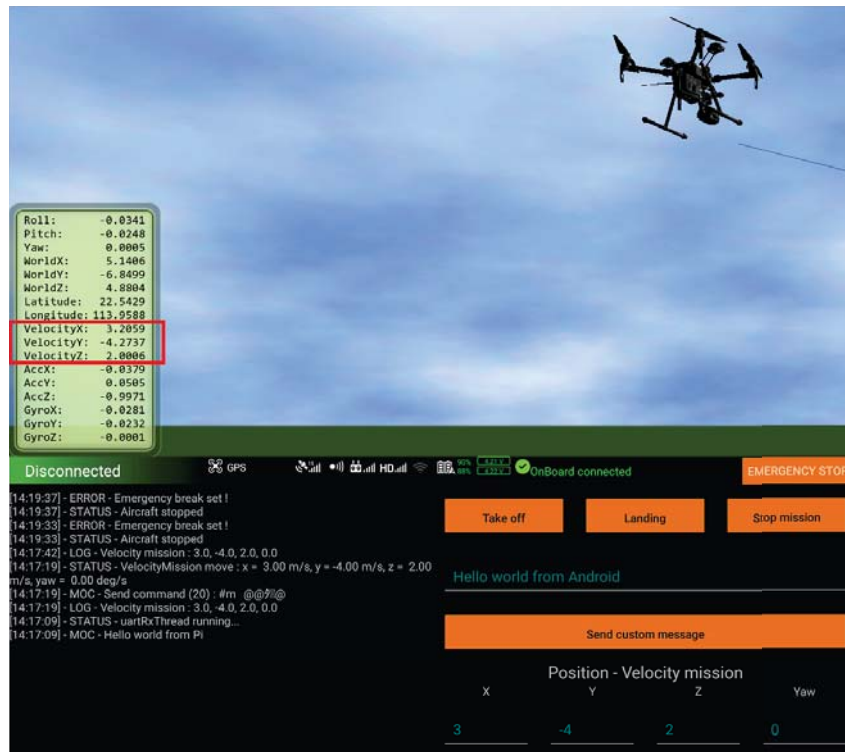 Roll: -0.0341
Pitch: -0.0248
Yaw: 0.0005
WorldX: 5.1406
WorldY: -6.8499
WorldZ: 4.8804
Latitude: 22.5429
Longitude: 113.9588
VelocityX: 3.2059
VelocityY: -4.2737
VelocityZ: 2.0006
AccX: -0.0379
AccY: 0.0505
AccZ: -0.9971
GyroX: -0.0281
GyroY: -0.0232
GyroZ: -0.0001
Disconnected GPS HD 90% 88% OnBoard connected EMERGENCY STOP
[14:19:37] - ERROR - Emergency break set !
[14:19:37] - STATUS - Aircraft stopped
[14:19:33] - ERROR - Emergency break set !
[14:19:33] - STATUS - Aircraft stopped
[14:17:42] - LOG - Velocity mission : 3.0, -4.0, 2.0, 0.0
[14:17:19] - STATUS - VelocityMission move : x = 3.00 m/s, y = -4.00 m/s, z = 2.00
m/s, yaw = 0.00 deg/s
[14:17:19] - MOC - Send command (20) : #m @@
[14:17:19] - LOG - Velocity mission : 3.0, -4.0, 2.0, 0.0
[14:17:09] - STATUS - uartRxThread running...
[14:17:09] - MOC - Hello world from Pi
Take off Landing Stop mission
Hello world from Android
Send custom message
Position - Velocity mission
X Y Z Yaw
3 -4 2 0